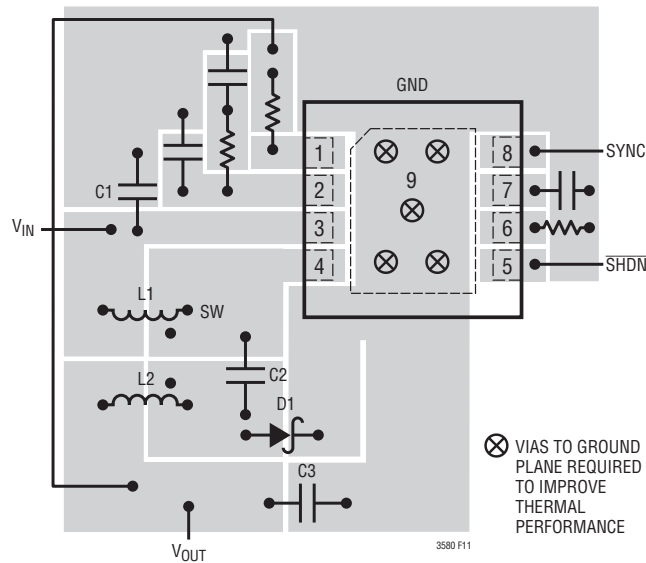 GND
1
8
SYNC
2
9
7
C1
3
6
VIN
4
5
SHDN
L1
SW
L2
C2
D1
C3
VOUT
VIAS TO GROUND
PLANE REQUIRED
TO IMPROVE
THERMAL
PERFORMANCE
3580 F11